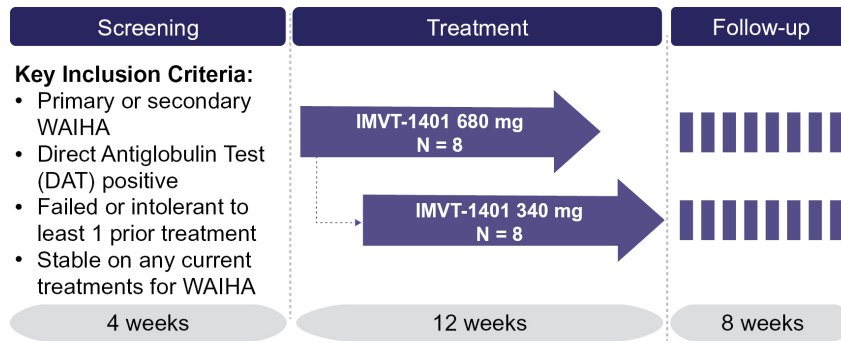 Screening
Treatment
Follow-up
Key Inclusion Criteria:
• Primary or secondary
WAIHA
• Direct Antiglobulin Test
(DAT) positive
• Failed or intolerant to
least 1 prior treatment
• Stable on any current
treatments for WAIHA
IMVT-1401 680 mg
N = 8
IMVT-1401 340 mg
N = 8
4 weeks
12 weeks
8 weeks